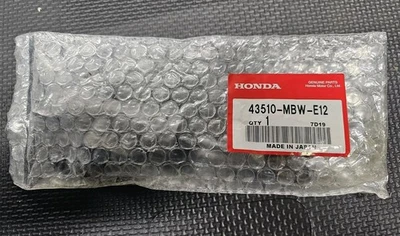 HONDA
GENUINE PARTS
Honda Motor Co., Ltd.
43510-MBW-E12
QTY 1
7D19
MADE IN JAPAN